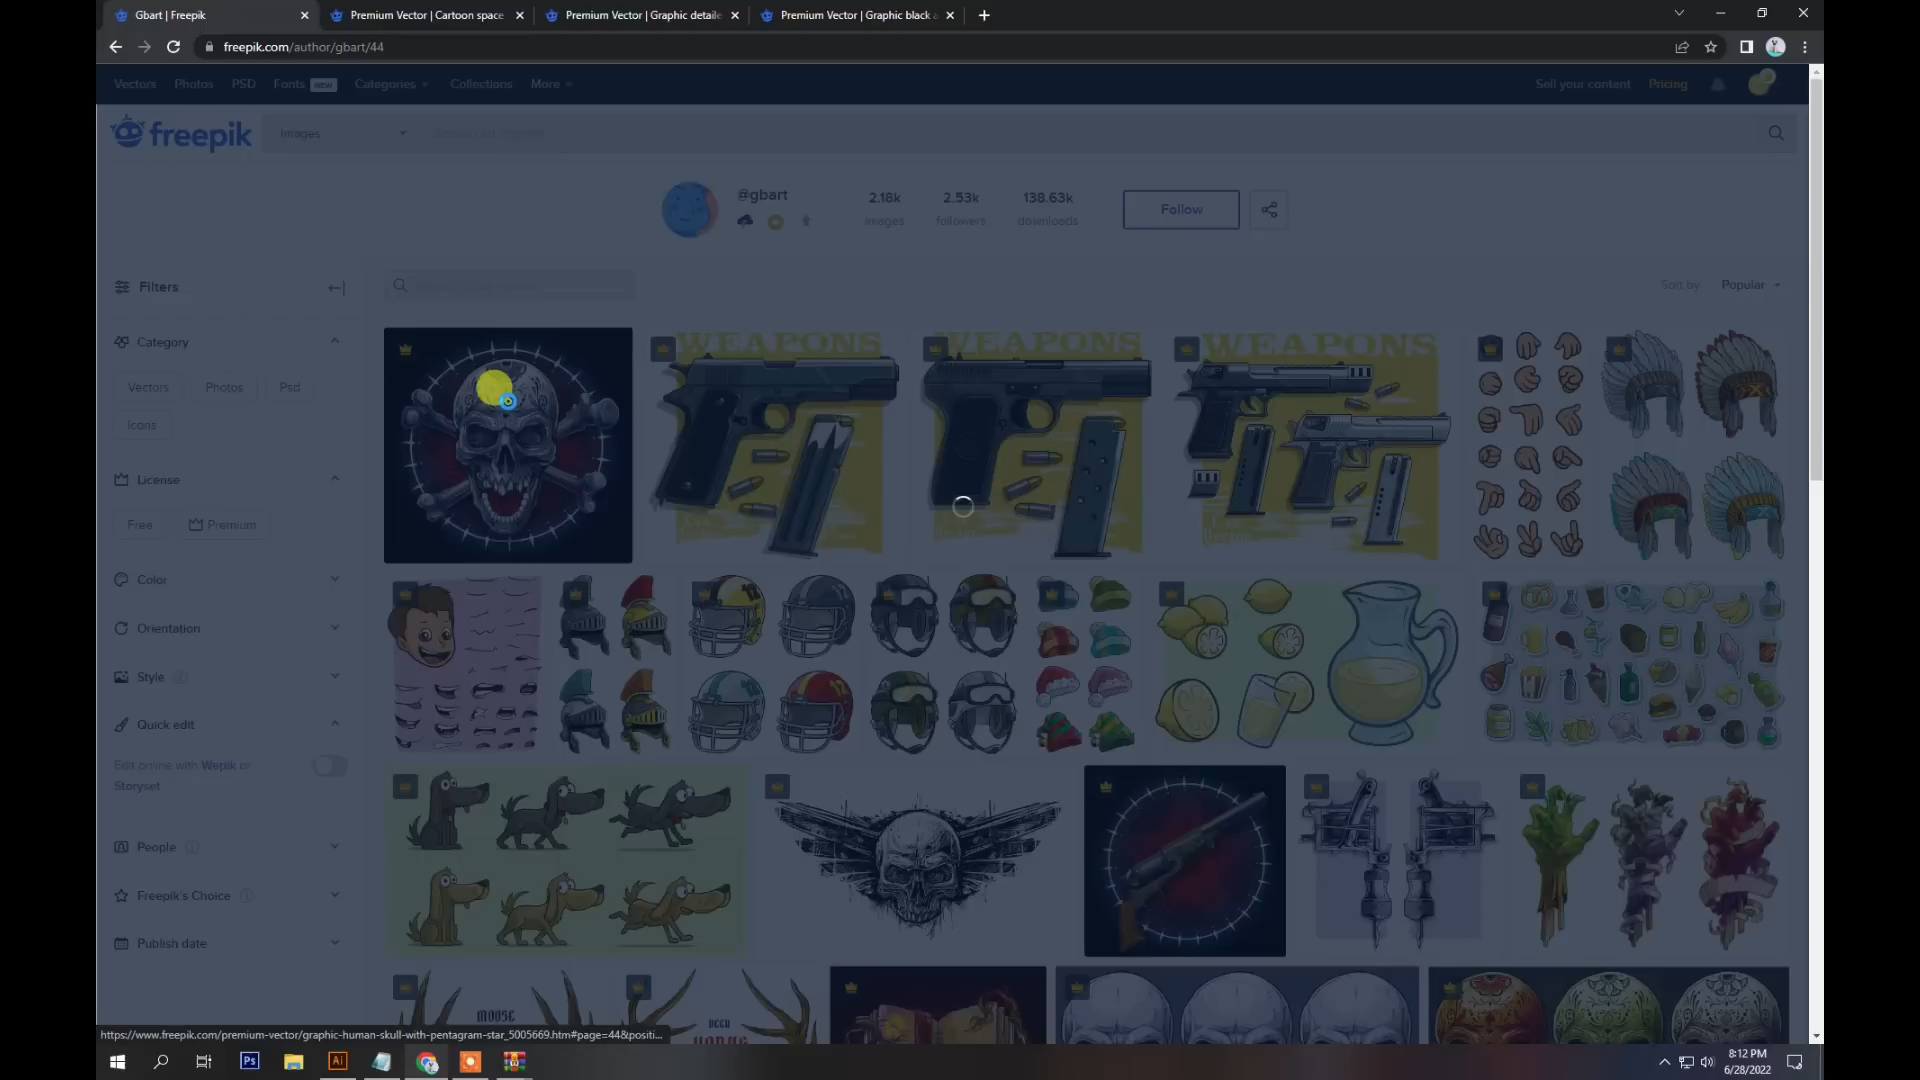 Gbart | Freepik
Premium Vector | Cartoon space
Premium Vector | Graphic detaile
Premium Vector | Graphic black a
freepik.com/author/gbart/44
Vectors Photos PSD Fonts NEW Categories Collections More Sell your content Pricing
freepik Images
@gbart 2.18k 2.53k 138.63k Follow
images followers downloads
Filters Sort by Popular
Category
Vectors Photos Psd
Icons
License
Free Premium
Color
Orientation
Style
Quick edit
Edit online with Wepik or
Storyset
People
Freepik's Choice
Publish date
WEAPONS WEAPONS WEAPONS
MOOSE DEER
HORNS
https://www.freepik.com/premium-vector/graphic-human-skull-with-pentagram-star_5005669.htm#page=44&positi...
Ps Ai
8:12 PM
6/28/2022